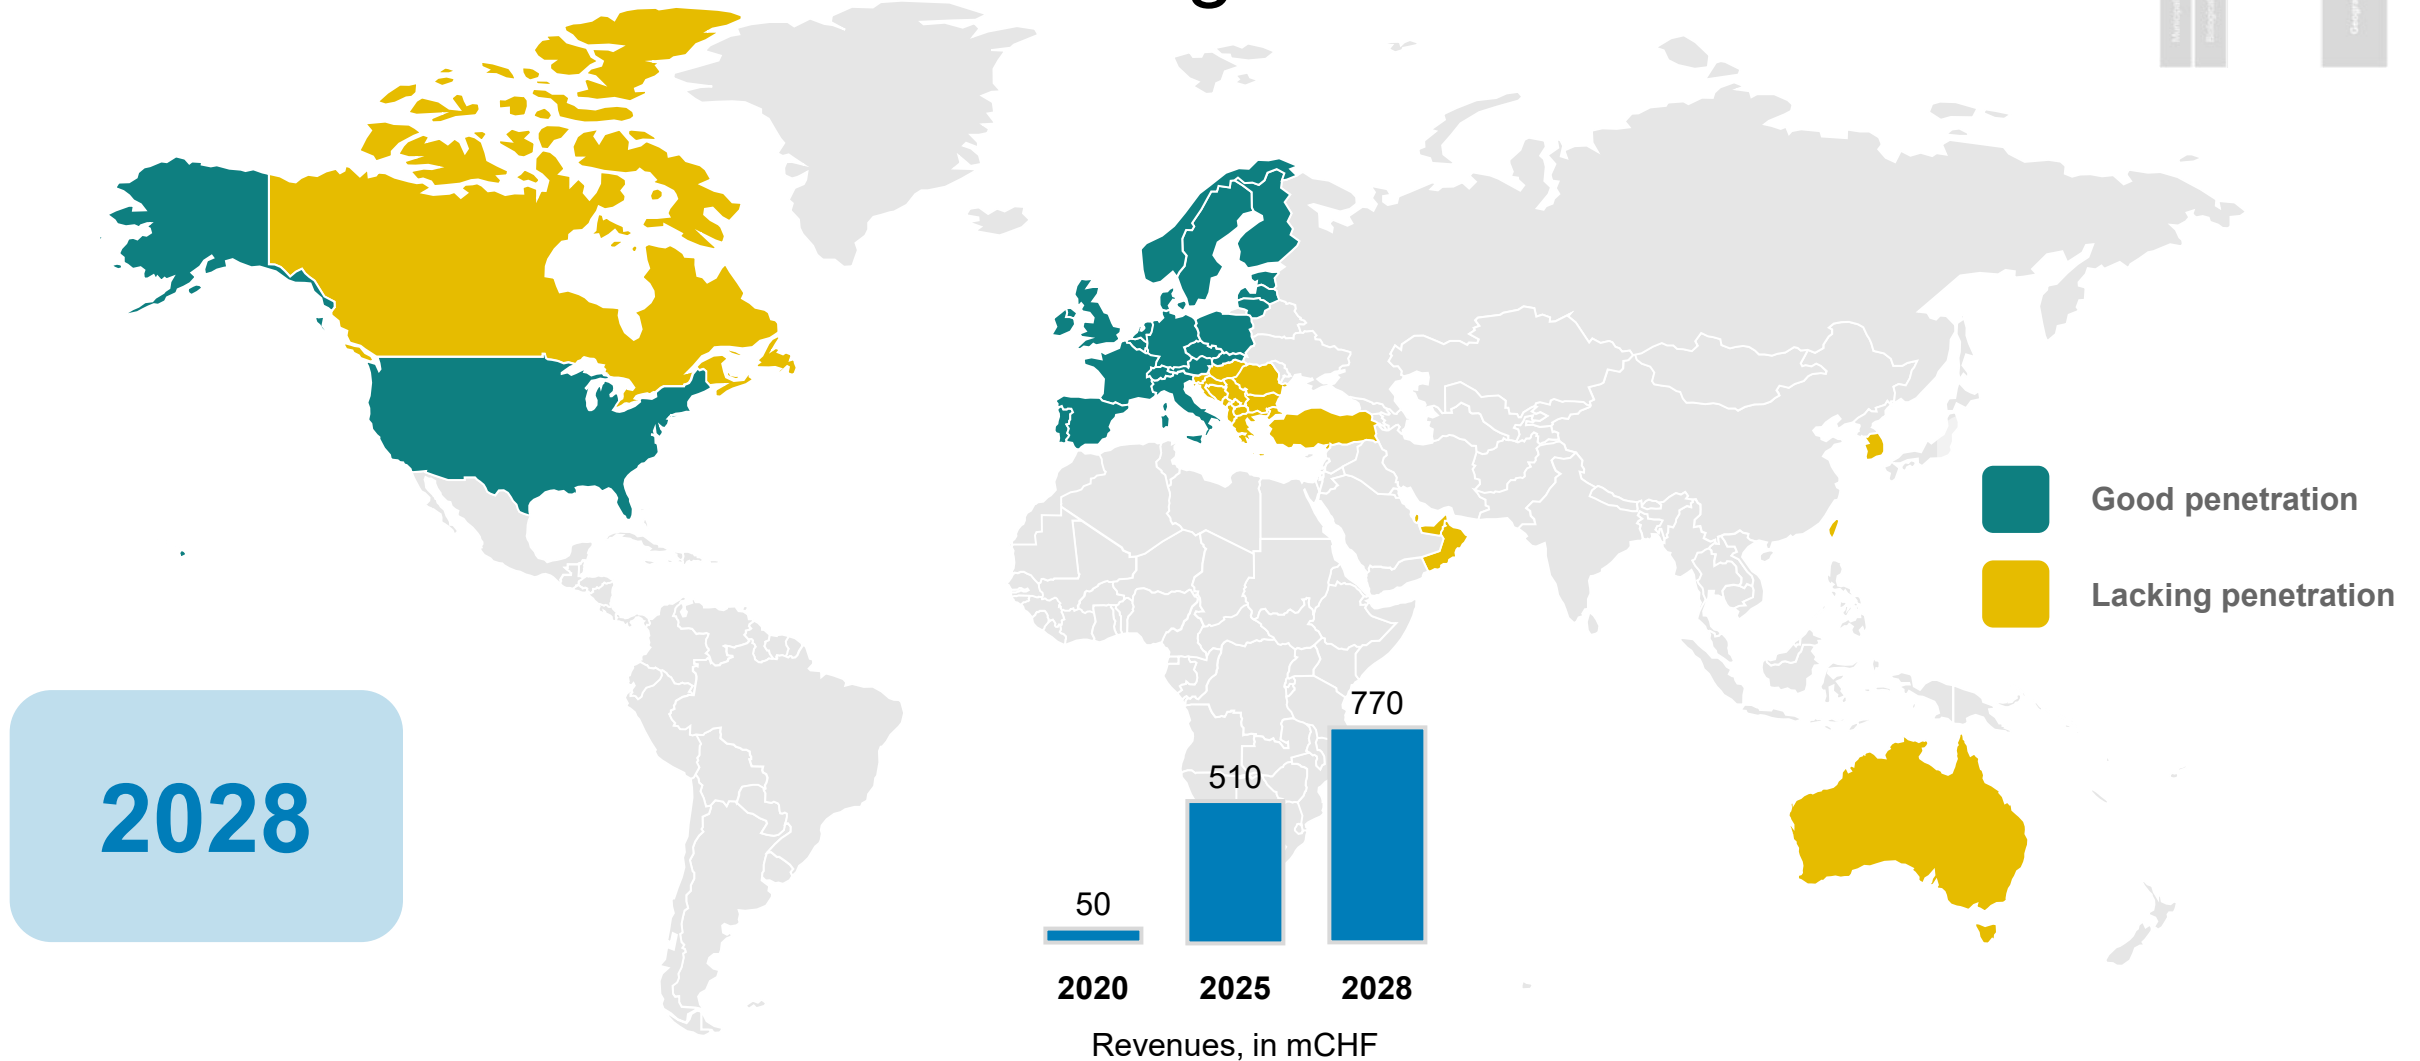 Good penetration
Lacking penetration
2028
770
510
50
2020 2025 2028
Revenues, in mCHF